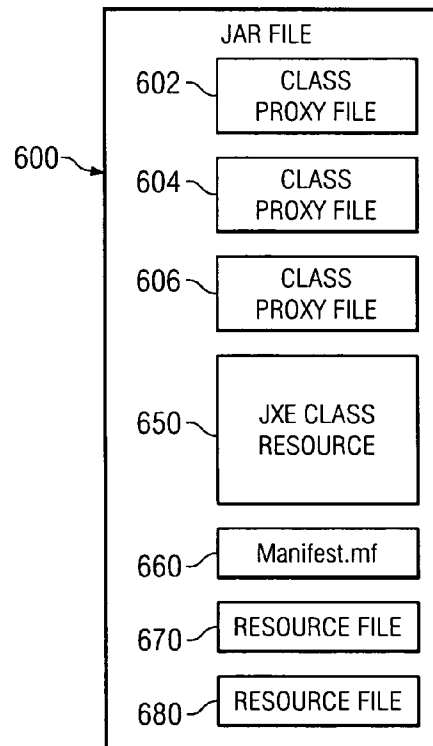 JAR FILE
602
CLASS
PROXY FILE
600
604
CLASS
PROXY FILE
606
CLASS
PROXY FILE
650
JXE CLASS
RESOURCE
660
Manifest.mf
670
RESOURCE FILE
680
RESOURCE FILE